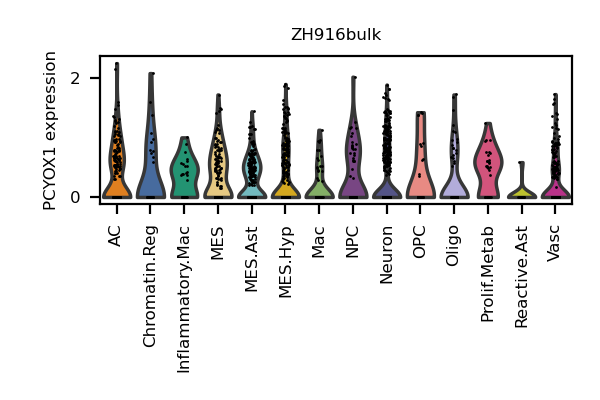 ZH916bulk
PCYOX1 expression
2
0
AC
Chromatin.Reg
Inflammatory.Mac
MES
MES.Ast
MES.Hyp
Mac
NPC
Neuron
OPC
Oligo
Prolif.Metab
Reactive.Ast
Vasc